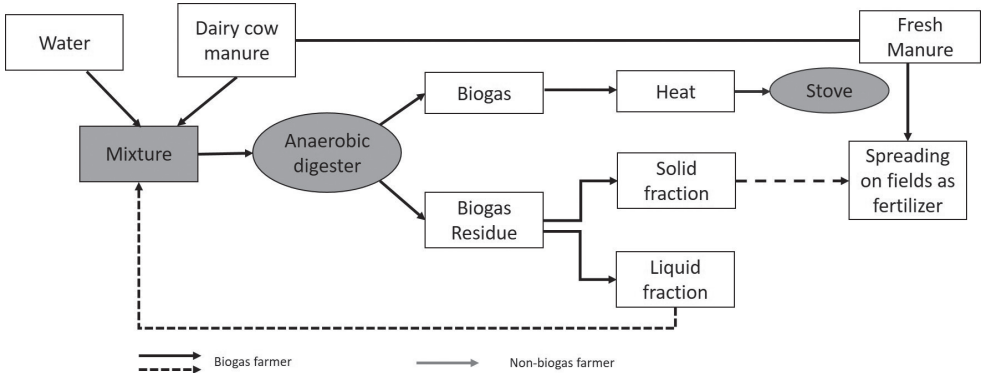 Water
Dairy cow
manure
Fresh
Manure
Biogas
Heat
Stove
Mixture
Anaerobic
digester
Solid
fraction
Spreading
on fields as
fertilizer
Biogas
Residue
Liquid
fraction
Biogas farmer
Non-biogas farmer